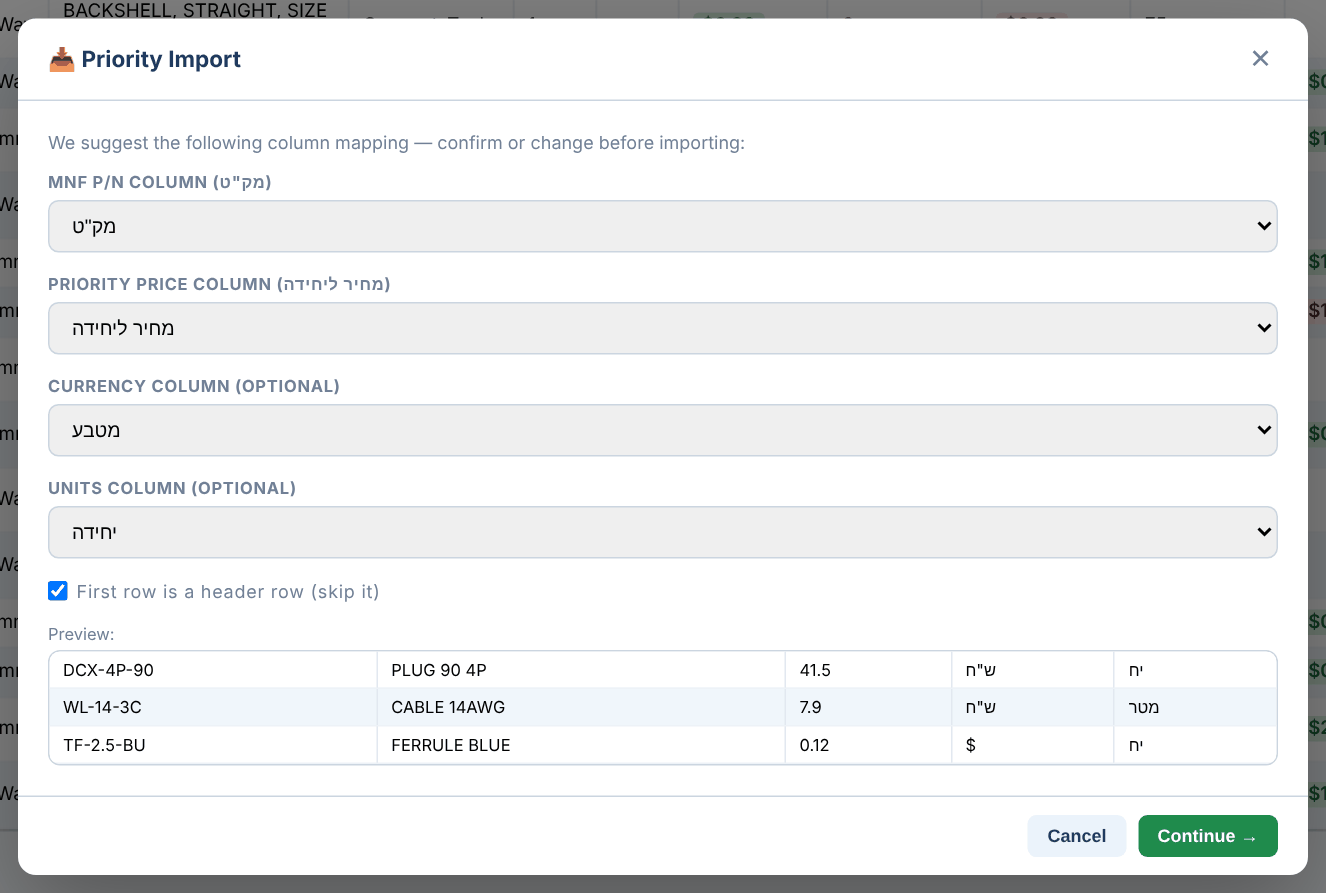 BACKSHELL, STRAIGHT, SIZE
📥 Priority Import
✕
We suggest the following column mapping — confirm or change before importing:
MNF P/N COLUMN (מק"ט)
מק"ט
PRIORITY PRICE COLUMN (מחיר ליחידה)
מחיר ליחידה
CURRENCY COLUMN (OPTIONAL)
מטבע
UNITS COLUMN (OPTIONAL)
יחידה
First row is a header row (skip it)
Preview:
DCX-4P-90 PLUG 90 4P 41.5 ש"ח יח
WL-14-3C CABLE 14AWG 7.9 ש"ח מטר
TF-2.5-BU FERRULE BLUE 0.12 $ יח
Cancel Continue →